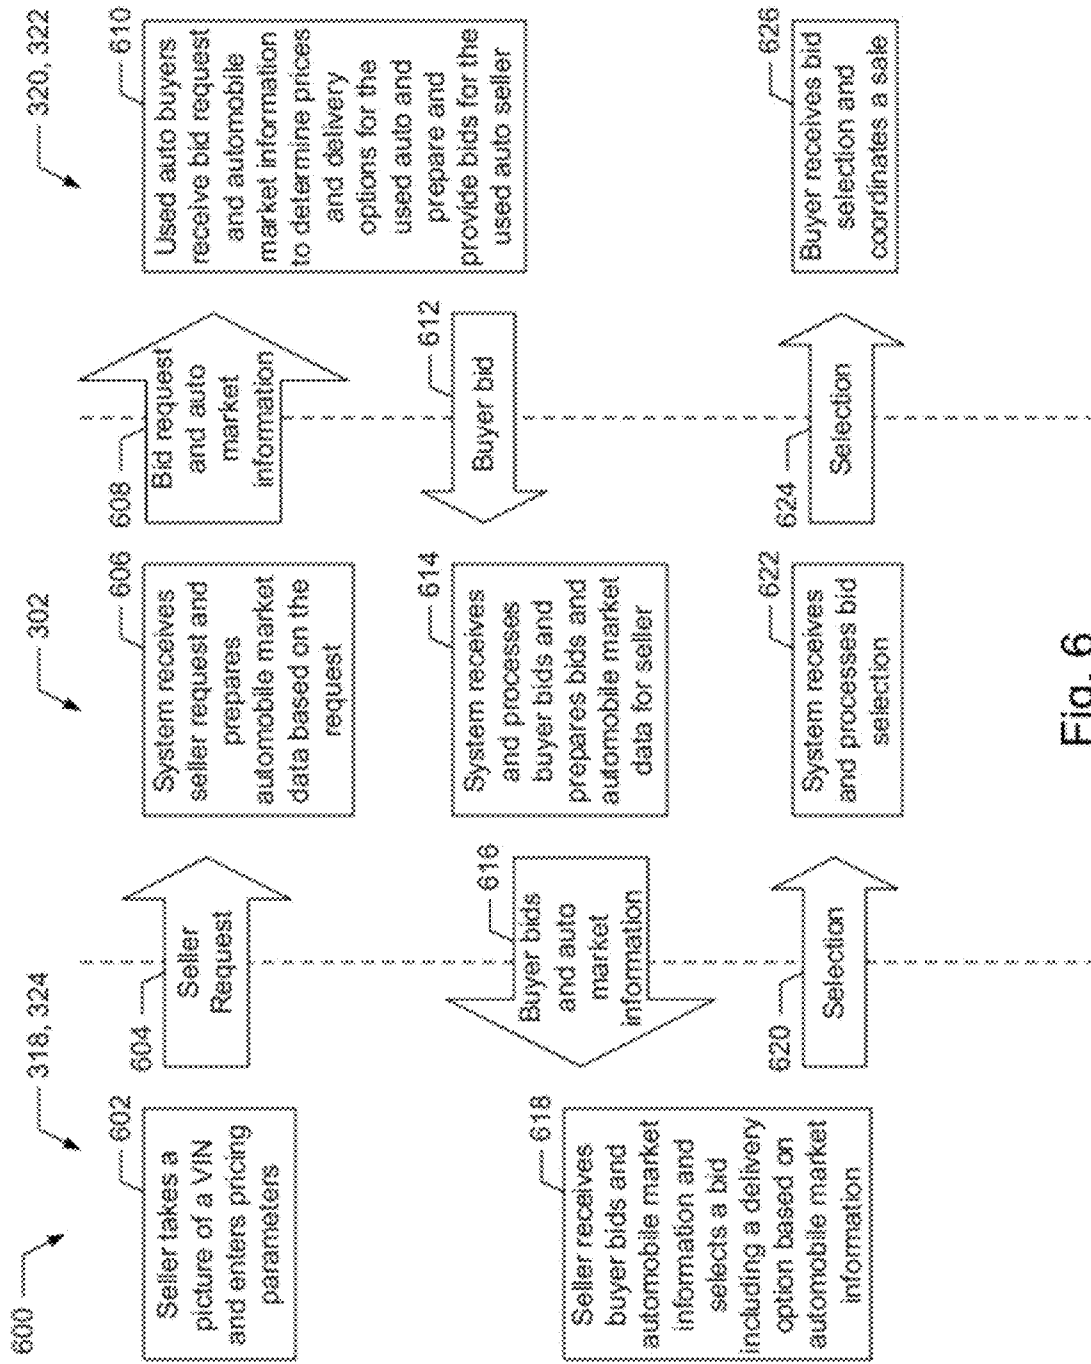 600
318, 324
302
320, 322
602
Seller takes a
picture of a VIN
and enters pricing
parameters
604
Seller
Request
606
System receives
seller request and
prepares
automobile market
data based on the
request
608
Bid request
and auto
market
information
610
Used auto buyers
receive bid request
and automobile
market information
to determine prices
and delivery
options for the
used auto and
prepare and
provide bids for the
used auto seller
612
Buyer bid
614
System receives
and processes
buyer bids and
prepares bids and
automobile market
data for seller
616
Buyer bids
and auto
market
information
618
Seller receives
buyer bids and
automobile market
information and
selects a bid
including a delivery
option based on
automobile market
information
620
Selection
622
System receives
and processes bid
selection
624
Selection
626
Buyer receives bid
selection and
coordinates a sale
Fig. 6